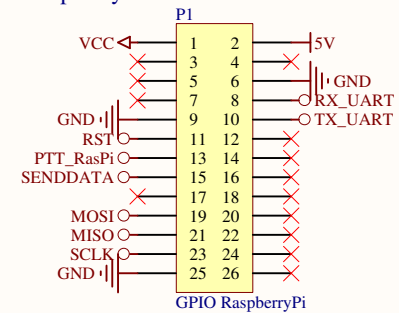 P1
VCC 1 2 5V
3 4
5 6 GND
7 8 RX_UART
GND 9 10 TX_UART
RST 11 12
PTT_RasPi 13 14
SENDDATA 15 16
17 18
MOSI 19 20
MISO 21 22
SCLK 23 24
GND 25 26
GPIO RaspberryPi